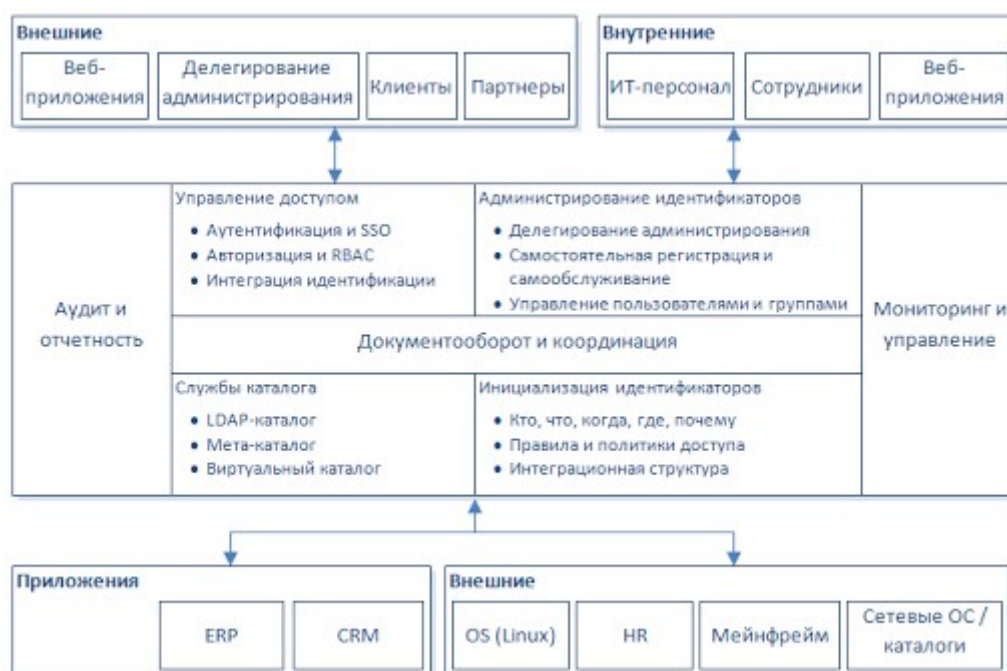 Внешние
Веб-
приложения
Делегирование
администрирования
Клиенты
Партнеры
Внутренние
ИТ-персонал
Сотрудники
Веб-
приложения
Аудит и
отчетность
Управление доступом
• Аутентификация и SSO
• Авторизация и RBAC
• Интеграция идентификации
Администрирование идентификаторов
• Делегирование администрирования
• Самостоятельная регистрация и
самообслуживание
• Управление пользователями и группами
Документооборот и координация
Службы каталога
• LDAP-каталог
• Мета-каталог
• Виртуальный каталог
Инициализация идентификаторов
• Кто, что, когда, где, почему
• Правила и политики доступа
• Интеграционная структура
Мониторинг и
управление
Приложения
ERP
CRM
Внешние
OS (Linux)
HR
Мейнфрейм
Сетевые ОС /
каталоги